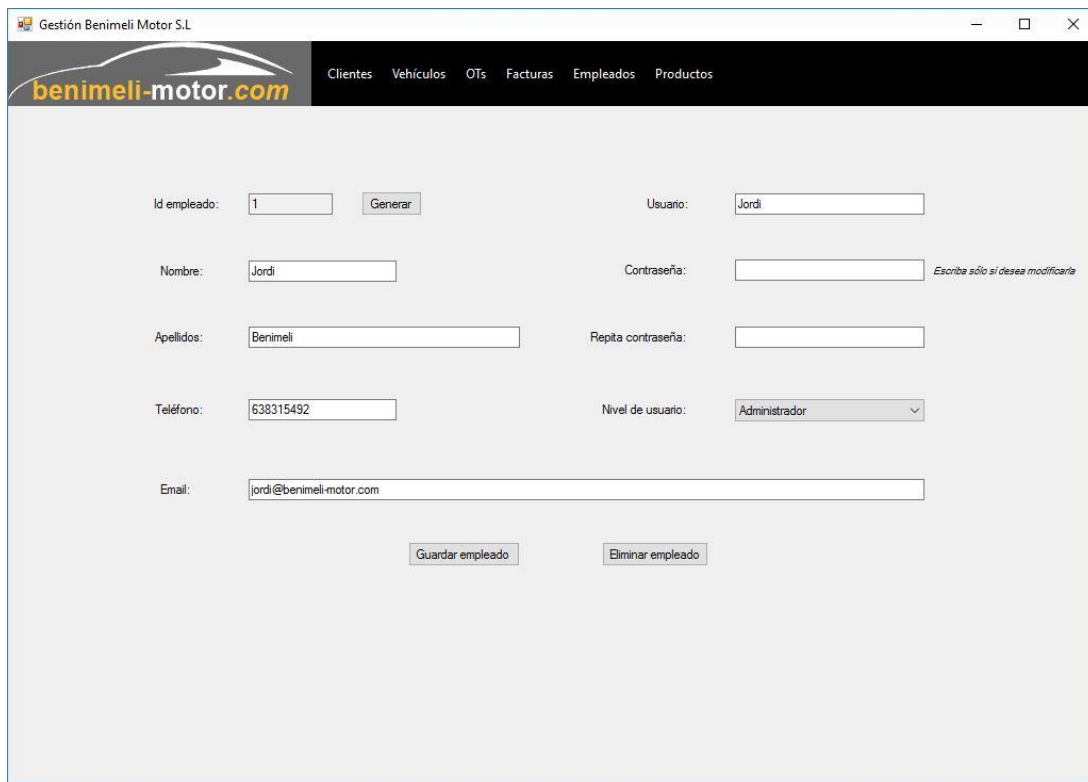 Gestión Benimeli Motor S.L
benimeli-motor.com
Clientes Vehículos OTs Facturas Empleados Productos
Id empleado: 1 Generar Usuario: Jordi
Nombre: Jordi Contraseña: Escriba sólo si desea modificarla
Apellidos: Benimeli Repita contraseña:
Teléfono: 638315492 Nivel de usuario: Administrador
Email: jordi@benimeli-motor.com
Guardar empleado Eliminar empleado